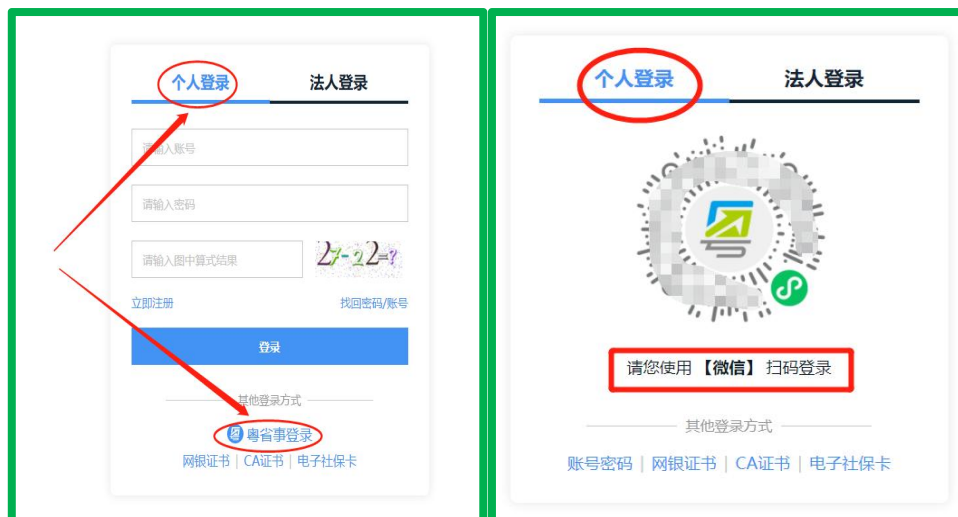 个人登录 法人登录
请输入账号
请输入密码
请输入图中算式结果 27-22=?
立即注册 找回密码/账号
登录
其他登录方式
粤省事登录
网银证书 | CA证书 | 电子社保卡
个人登录 法人登录
请您使用【微信】扫码登录
其他登录方式
账号密码 | 网银证书 | CA证书 | 电子社保卡